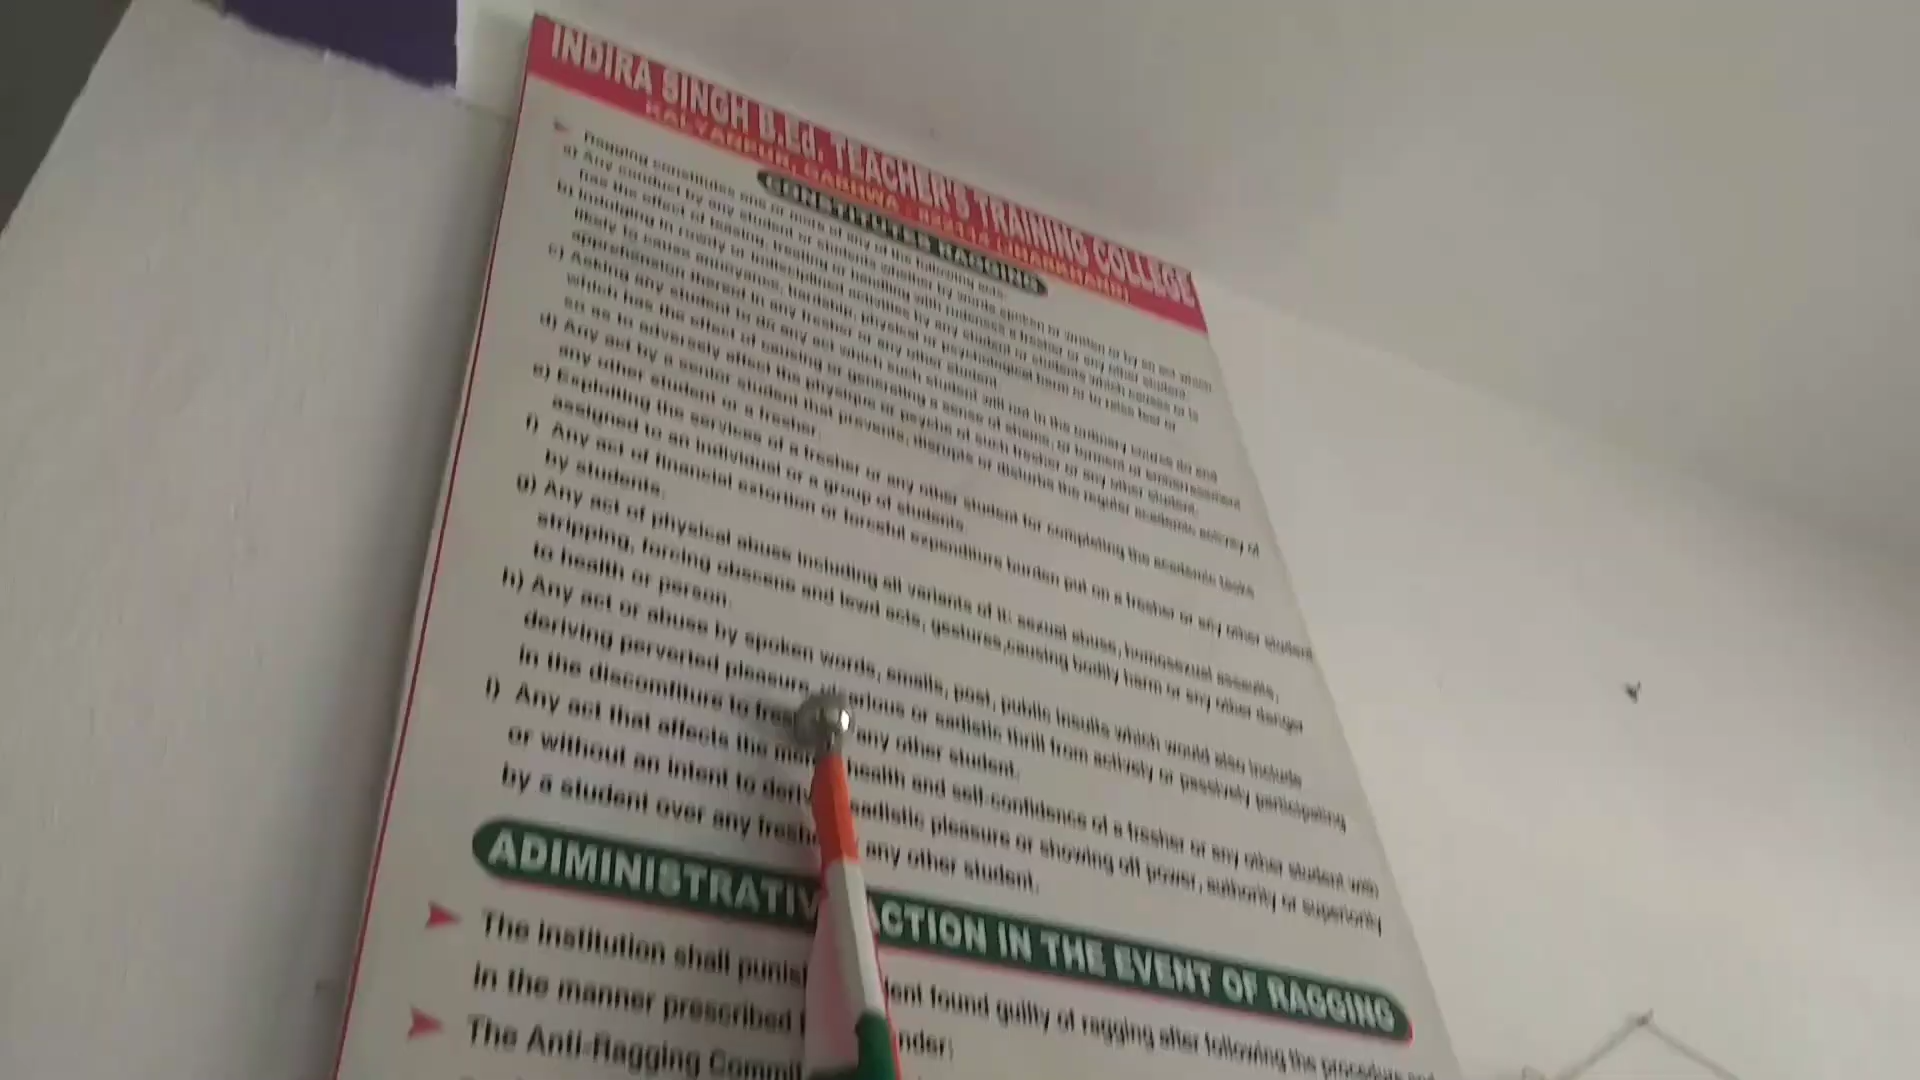 INDIRA SINGH B.Ed. TEACHER'S TRAINING COLLEGE
KALYANPUR, GARHWA - 822114 (JHARKHAND)
CONSTITUTES RAGGING
Ragging constitutes one or more of any of the following acts:
a) Any conduct by any student or students whether by words spoken or written or by an act which
has the effect of teasing, treating or handling with rudeness a fresher or any other student.
b) Indulging in rowdy or indisciplined activities by any student or students which causes or is
likely to cause annoyance, hardship, physical or psychological harm or to raise fear or
apprehension thereof in any fresher or any other student.
c) Asking any student to do any act which such student will not in the ordinary course do and
which has the effect of causing or generating a sense of shame, or torment or embarrassment
so as to adversely affect the physique or psyche of such fresher or any other student.
d) Any act by a senior student that prevents, disrupts or disturbs the regular academic activity of
any other student or a fresher.
e) Exploiting the services of a fresher or any other student for completing the academic tasks
assigned to an individual or a group of students.
f) Any act of financial extortion or forceful expenditure burden put on a fresher or any other student
by students.
g) Any act of physical abuse including all variants of it: sexual abuse, homosexual assaults,
stripping, forcing obscene and lewd acts, gestures,causing bodily harm or any other danger
to health or person.
h) Any act or abuse by spoken words, emails, post, public insults which would also include
deriving perverted pleasure, or sadistic thrill from actively or passively participating
in the discomfiture to any other student.
i) Any act that affects the health and self-confidence of a fresher or any other student with
or without an intent to sadistic pleasure or showing off power, authority or superiority
by a student over any any other student.
ADIMINISTRATIV ACTION IN THE EVENT OF RAGGING
The institution shall punish found guilty of ragging after following the procedure and
in the manner prescribed
The Anti-Ragging